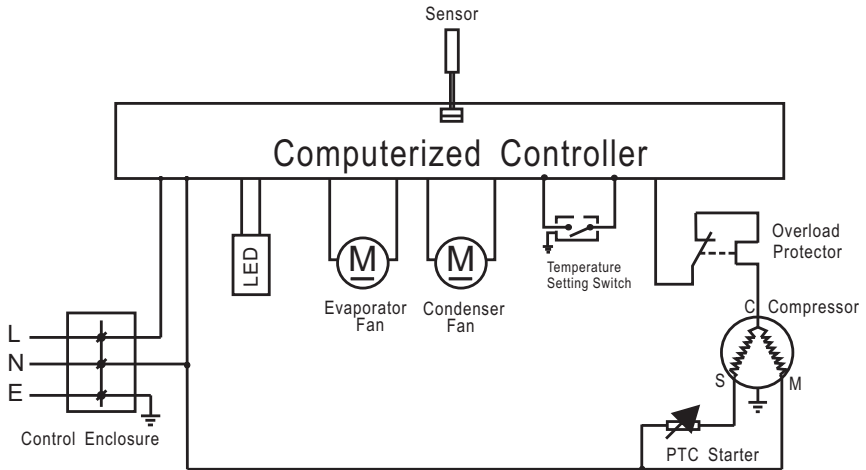 Sensor
Computerized Controller
LED
M
M
Evaporator
Fan
Condenser
Fan
Temperature
Setting Switch
Overload
Protector
C Compressor
S
M
L
N
E
Control Enclosure
PTC Starter